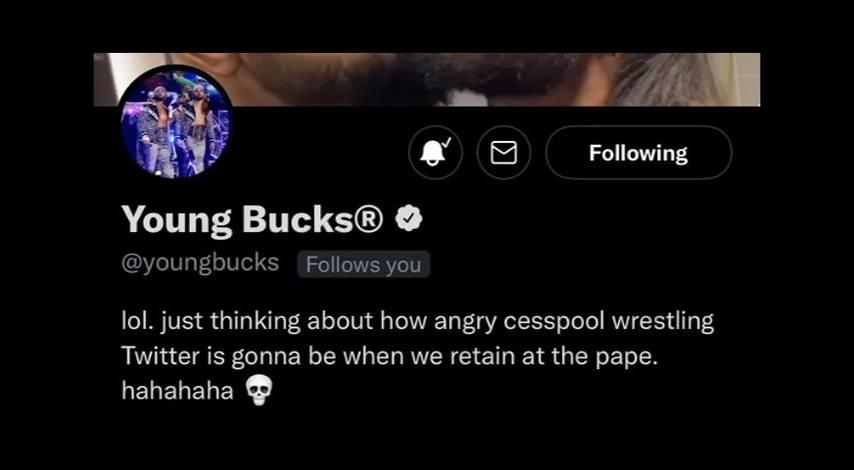 Following
Young Bucks®
@youngbucks Follows you
lol. just thinking about how angry cesspool wrestling
Twitter is gonna be when we retain at the pape.
hahahaha 💀